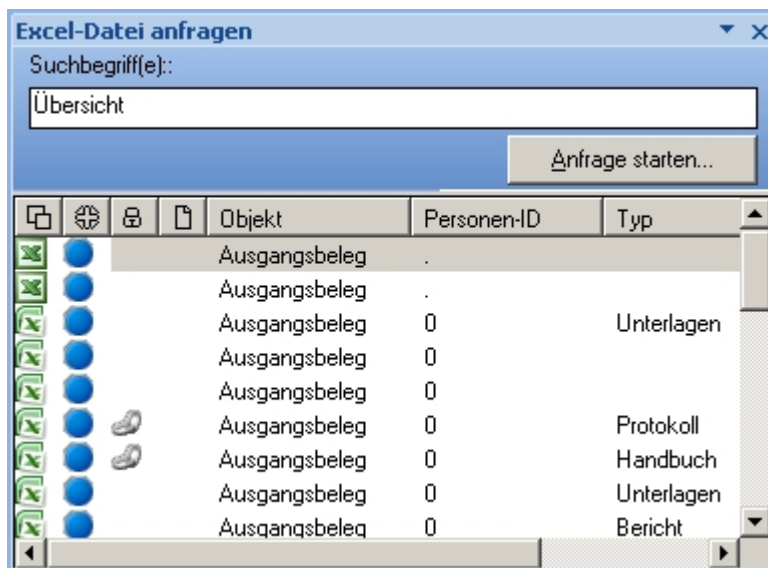 Excel-Datei anfragen
Suchbegriff(e)::
Übersicht
Anfrage starten...
Objekt Personen-ID Typ
Ausgangsbeleg .
Ausgangsbeleg .
Ausgangsbeleg 0 Unterlagen
Ausgangsbeleg 0
Ausgangsbeleg 0
Ausgangsbeleg 0 Protokoll
Ausgangsbeleg 0 Handbuch
Ausgangsbeleg 0 Unterlagen
Ausgangsbeleg 0 Bericht